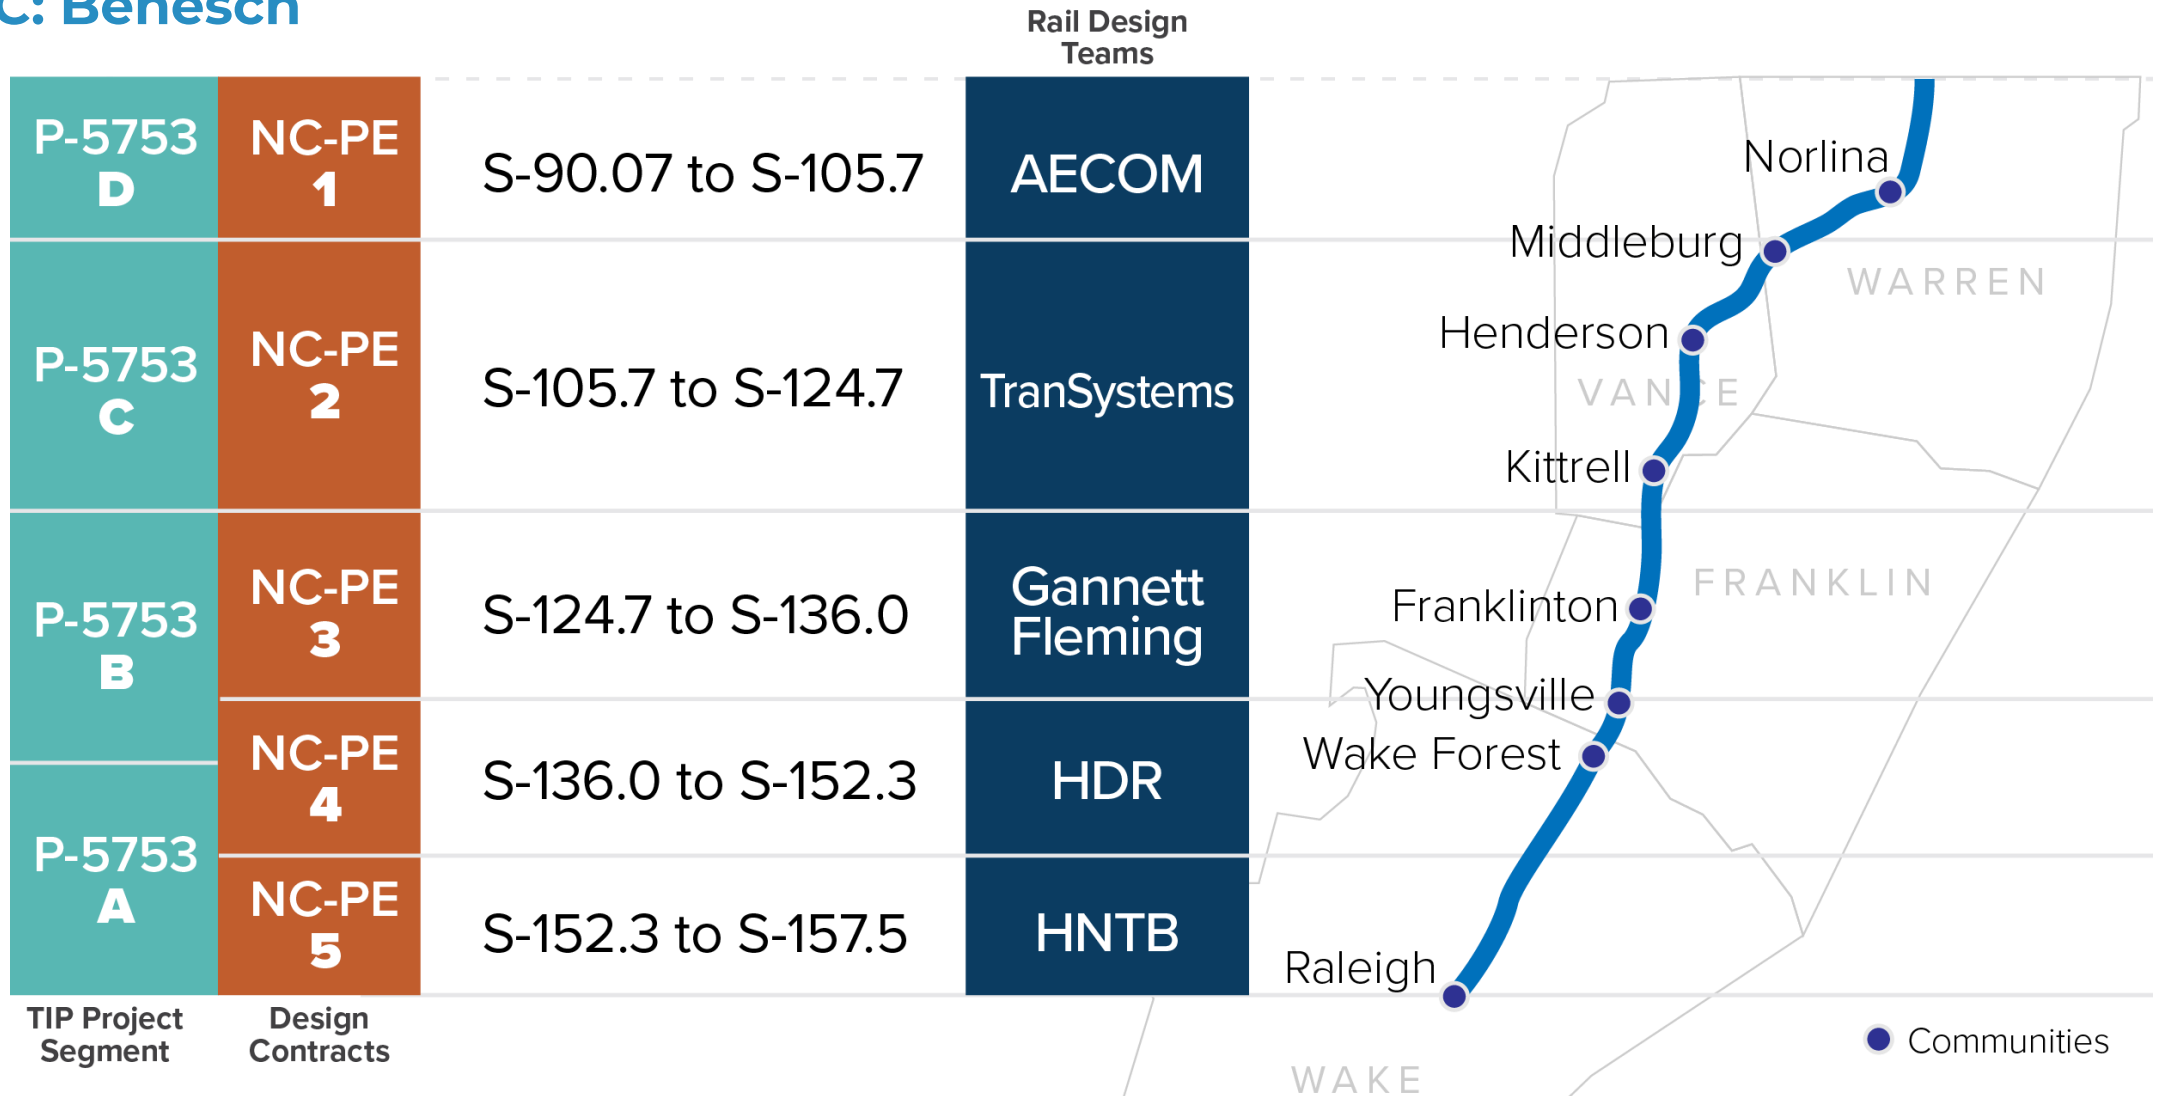 C: Benesch
Rail Design
Teams
P-5753
D
NC-PE
1
S-90.07 to S-105.7
AECOM
P-5753
C
NC-PE
2
S-105.7 to S-124.7
TranSystems
P-5753
B
NC-PE
3
S-124.7 to S-136.0
Gannett
Fleming
NC-PE
4
S-136.0 to S-152.3
HDR
P-5753
A
NC-PE
5
S-152.3 to S-157.5
HNTB
TIP Project
Segment
Design
Contracts
Norlina
Middleburg
WARREN
Henderson
VANCE
Kittrell
FRANKLIN
Franklinton
Youngsville
Wake Forest
Raleigh
WAKE
Communities